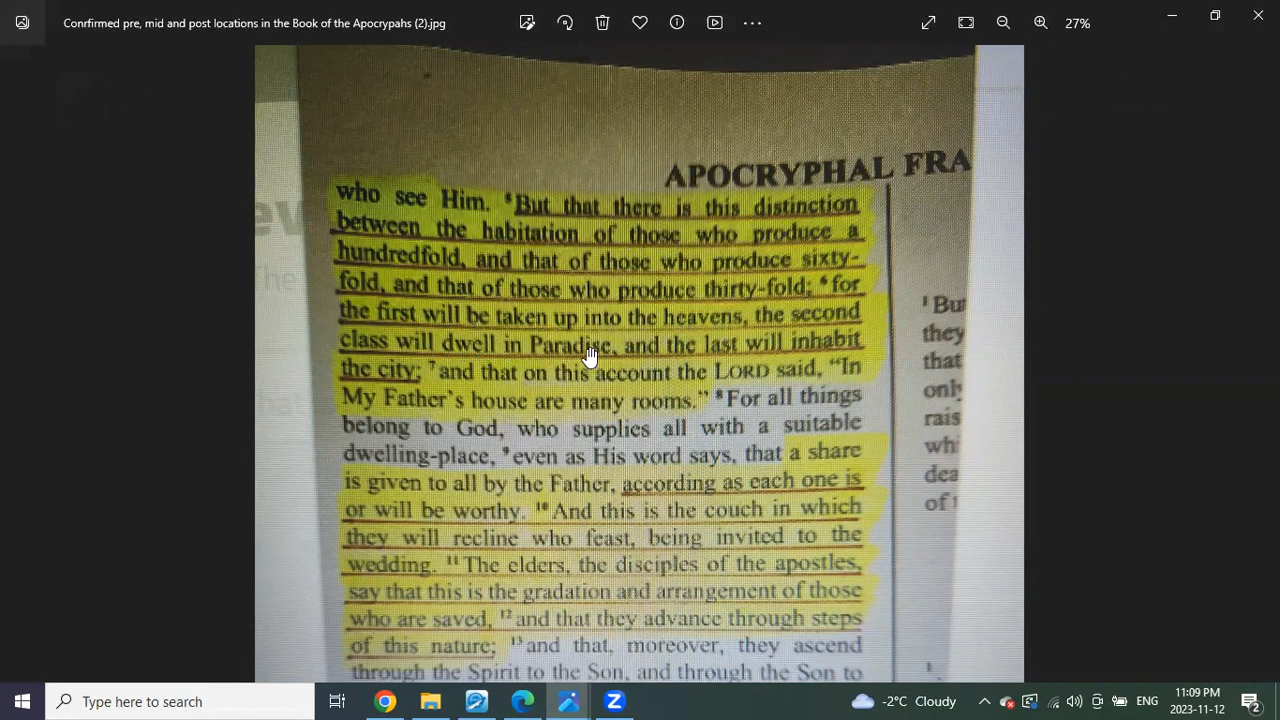 Confirmed pre, mid and post locations in the Book of the Apocrypahs (2).jpg
27%
APOCRYPHAL FRA
who see Him. ⁵But that there is this distinction
between the habitation of those who produce a
hundredfold, and that of those who produce sixty-
fold, and that of those who produce thirty-fold; ⁶for
the first will be taken up into the heavens, the second
class will dwell in Paradise, and the last will inhabit
the city; ⁷and that on this account the LORD said, “In
My Father’s house are many rooms.” ⁸For all things
belong to God, who supplies all with a suitable
dwelling-place, ⁹even as His word says, that a share
is given to all by the Father, according as each one is
or will be worthy. ¹⁰And this is the couch in which
they will recline who feast, being invited to the
wedding. ¹¹The elders, the disciples of the apostles,
say that this is the gradation and arrangement of those
who are saved, ¹²and that they advance through steps
of this nature; ¹³and that, moreover, they ascend
through the Spirit to the Son, and through the Son to
¹But
they
that
only
rais
whi
dea
of
Type here to search
-2°C Cloudy
ENG
11:09 PM
2023-11-12
2